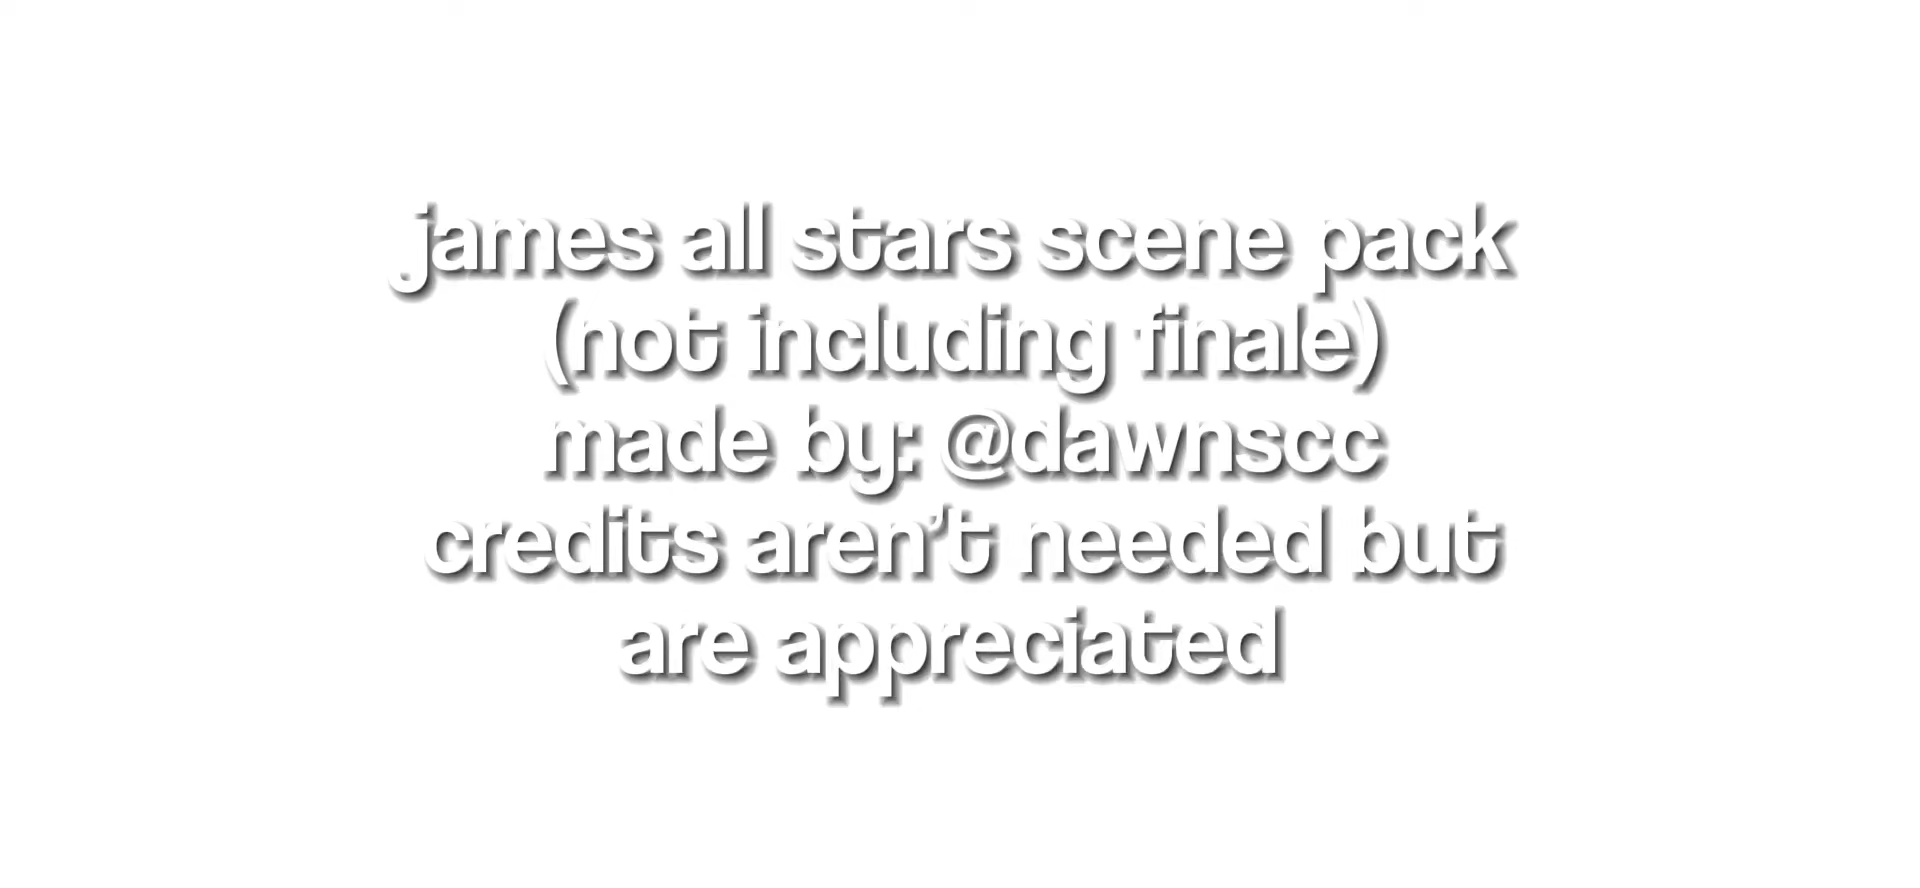 james all stars scene pack
(not including finale)
made by: @dawnscc
credits aren't needed but
are appreciated